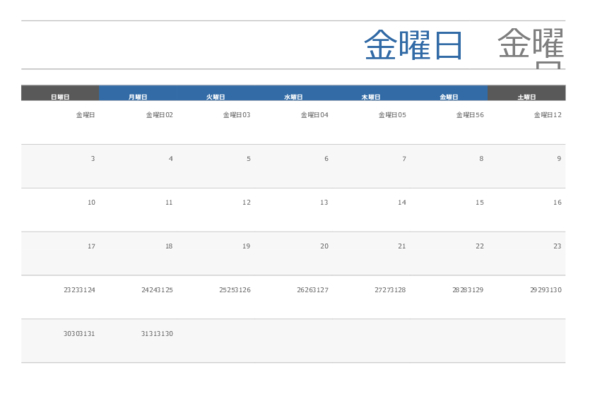 金曜日 金曜日
日曜日 月曜日 火曜日 水曜日 木曜日 金曜日 土曜日
金曜日 金曜日02 金曜日03 金曜日04 金曜日05 金曜日56 金曜日12
3 4 5 6 7 8 9
10 11 12 13 14 15 16
17 18 19 20 21 22 23
23233124 24243125 25253126 26263127 27273128 28283129 29293130
30303131 31313130